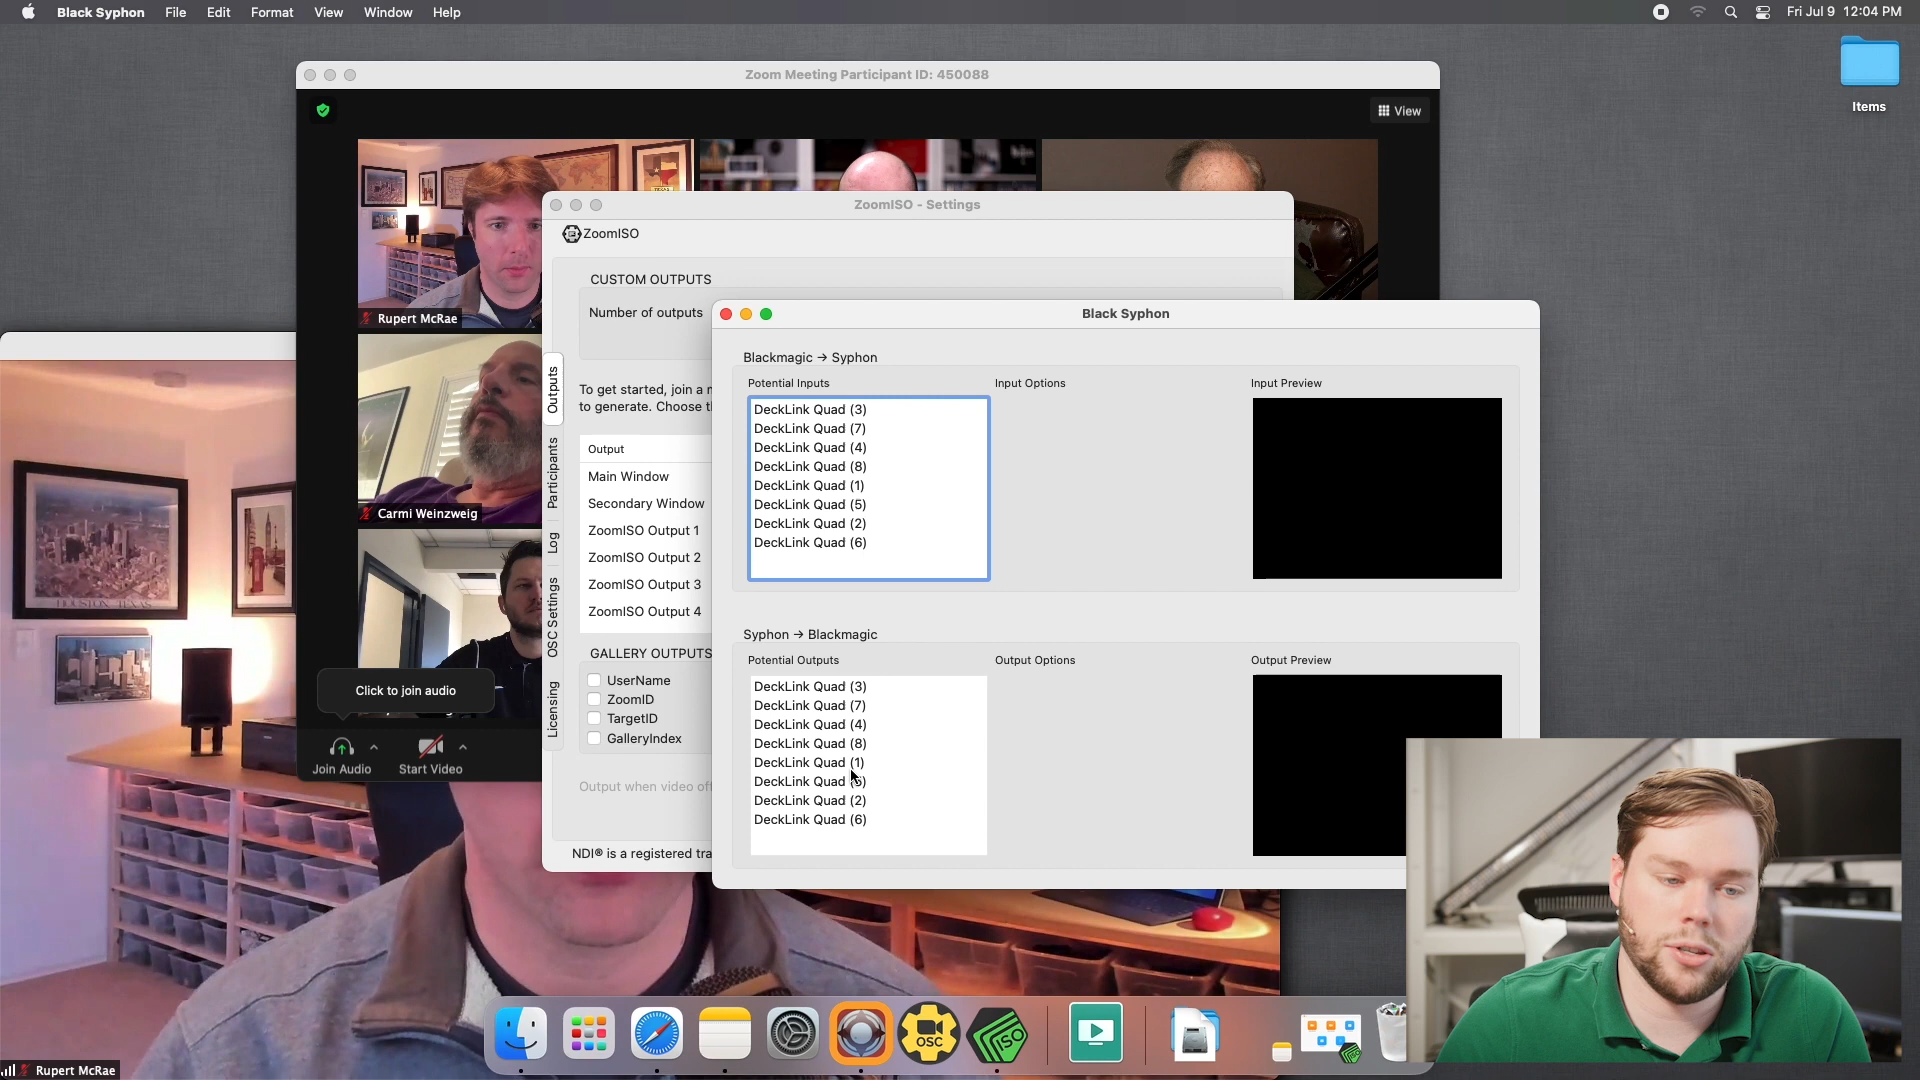 Black Syphon File Edit Format View Window Help
Fri Jul 9 12:04 PM
Items
Zoom Meeting Participant ID: 450088
View
TEXAS
Rupert McRae
Carmi Weinzweig
Click to join audio
Join Audio
Start Video
ZoomISO - Settings
ZoomISO
CUSTOM OUTPUTS
Number of outputs
To get started, join a
to generate. Choose
Outputs
Participants
Log
OSC Settings
Licensing
Output
Main Window
Secondary Window
ZoomISO Output 1
ZoomISO Output 2
ZoomISO Output 3
ZoomISO Output 4
GALLERY OUTPUTS
UserName
ZoomID
TargetID
GalleryIndex
Output when video
NDI® is a registered
Black Syphon
Blackmagic → Syphon
Potential Inputs
Input Options
Input Preview
DeckLink Quad (3)
DeckLink Quad (7)
DeckLink Quad (4)
DeckLink Quad (8)
DeckLink Quad (1)
DeckLink Quad (5)
DeckLink Quad (2)
DeckLink Quad (6)
Syphon → Blackmagic
Potential Outputs
Output Options
Output Preview
DeckLink Quad (3)
DeckLink Quad (7)
DeckLink Quad (4)
DeckLink Quad (8)
DeckLink Quad (1)
DeckLink Quad (5)
DeckLink Quad (2)
DeckLink Quad (6)
HOUSTON, TEXAS
OSC
ISO
Rupert McRae